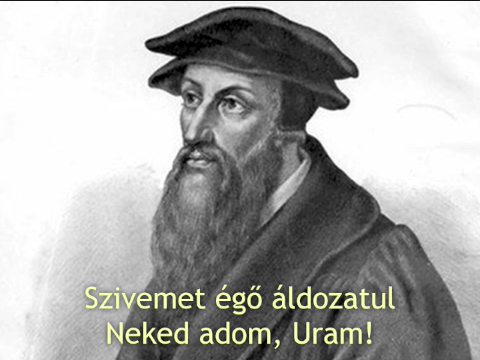 Szivemet égő áldozatul
Neked adom, Uram!